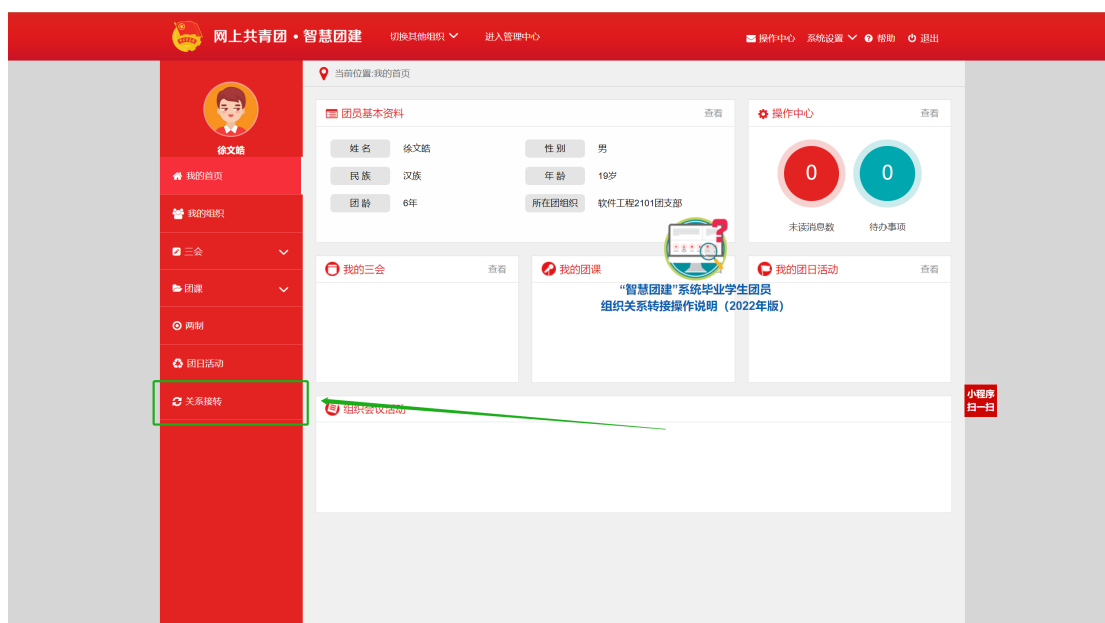 网上共青团·智慧团建 切换其他组织 进入管理中心 操作中心 系统设置 帮助 退出
当前位置:我的首页
徐文皓
我的首页
我的组织
三会
团课
两制
团日活动
关系接转
团员基本资料 查看
姓 名 徐文皓 性 别 男
民 族 汉族 年 龄 19岁
团 龄 6年 所在团组织 软件工程2101团支部
操作中心 查看
0 0
未读消息数 待办事项
我的三会 查看
我的团课
我的团日活动 查看
“智慧团建”系统毕业学生团员
组织关系转接操作说明（2022年版）
组织会议活动
小程序
扫一扫